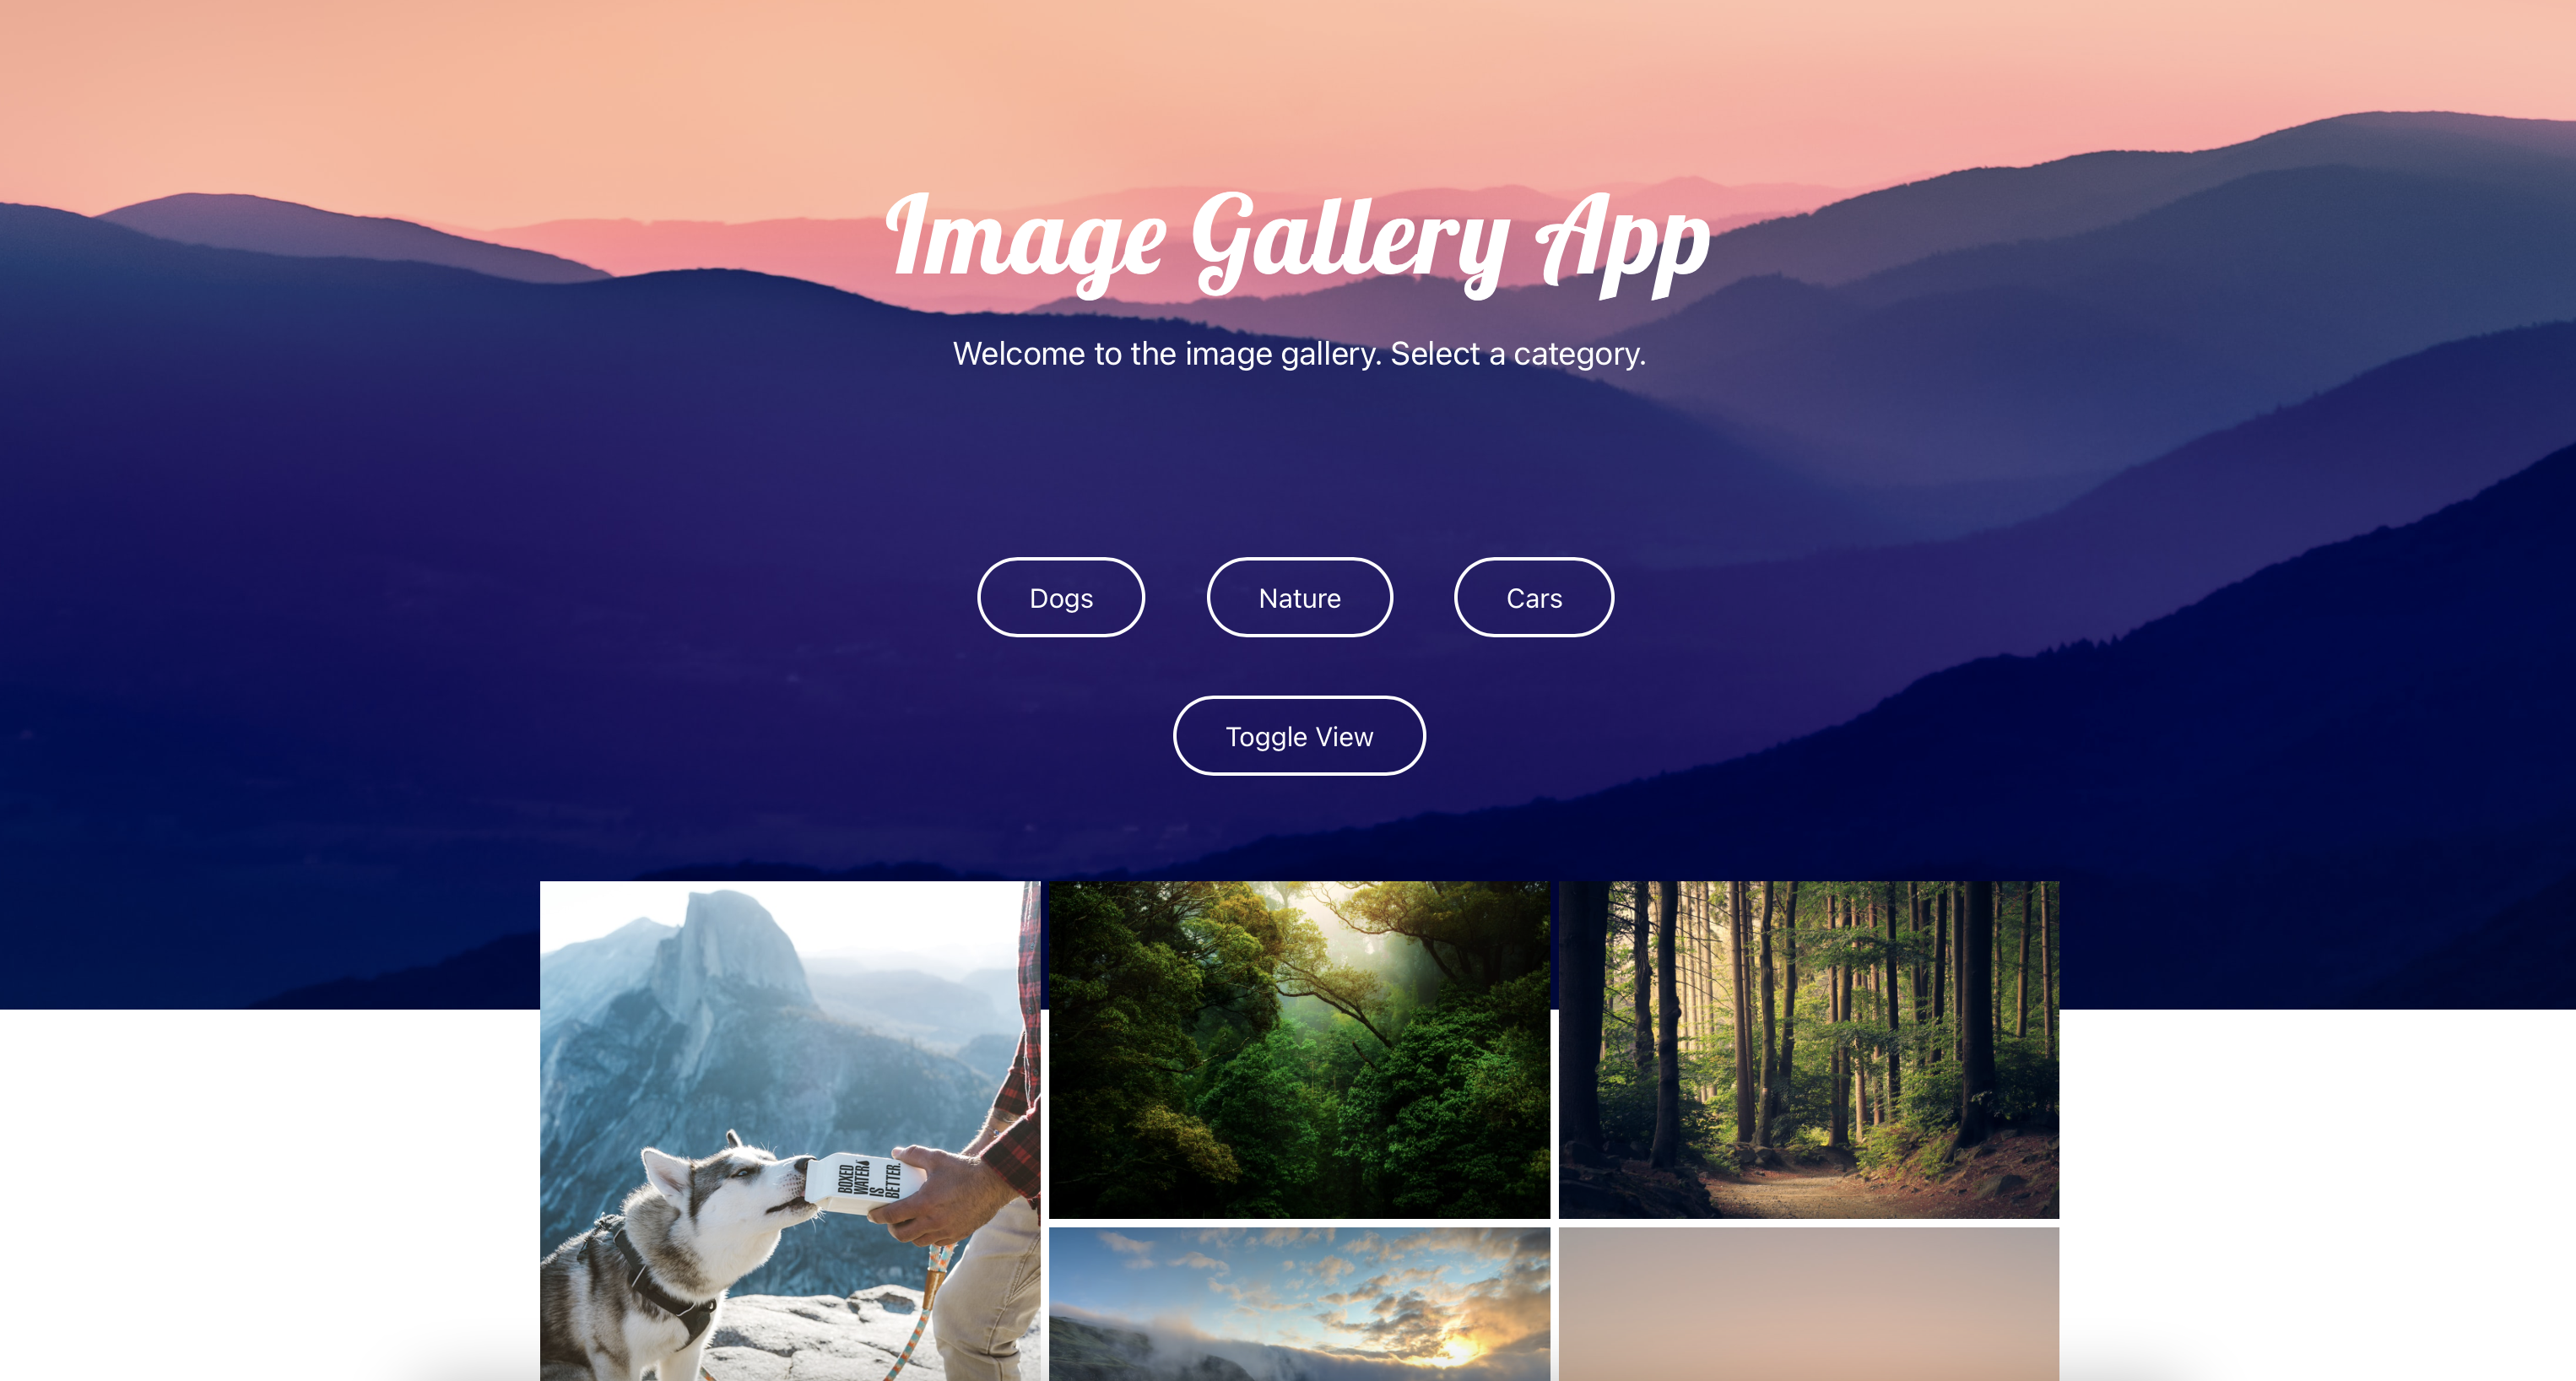 Image Gallery App
Welcome to the image gallery. Select a category.
Dogs Nature Cars
Toggle View
BOXED
WATER
IS
BETTER.